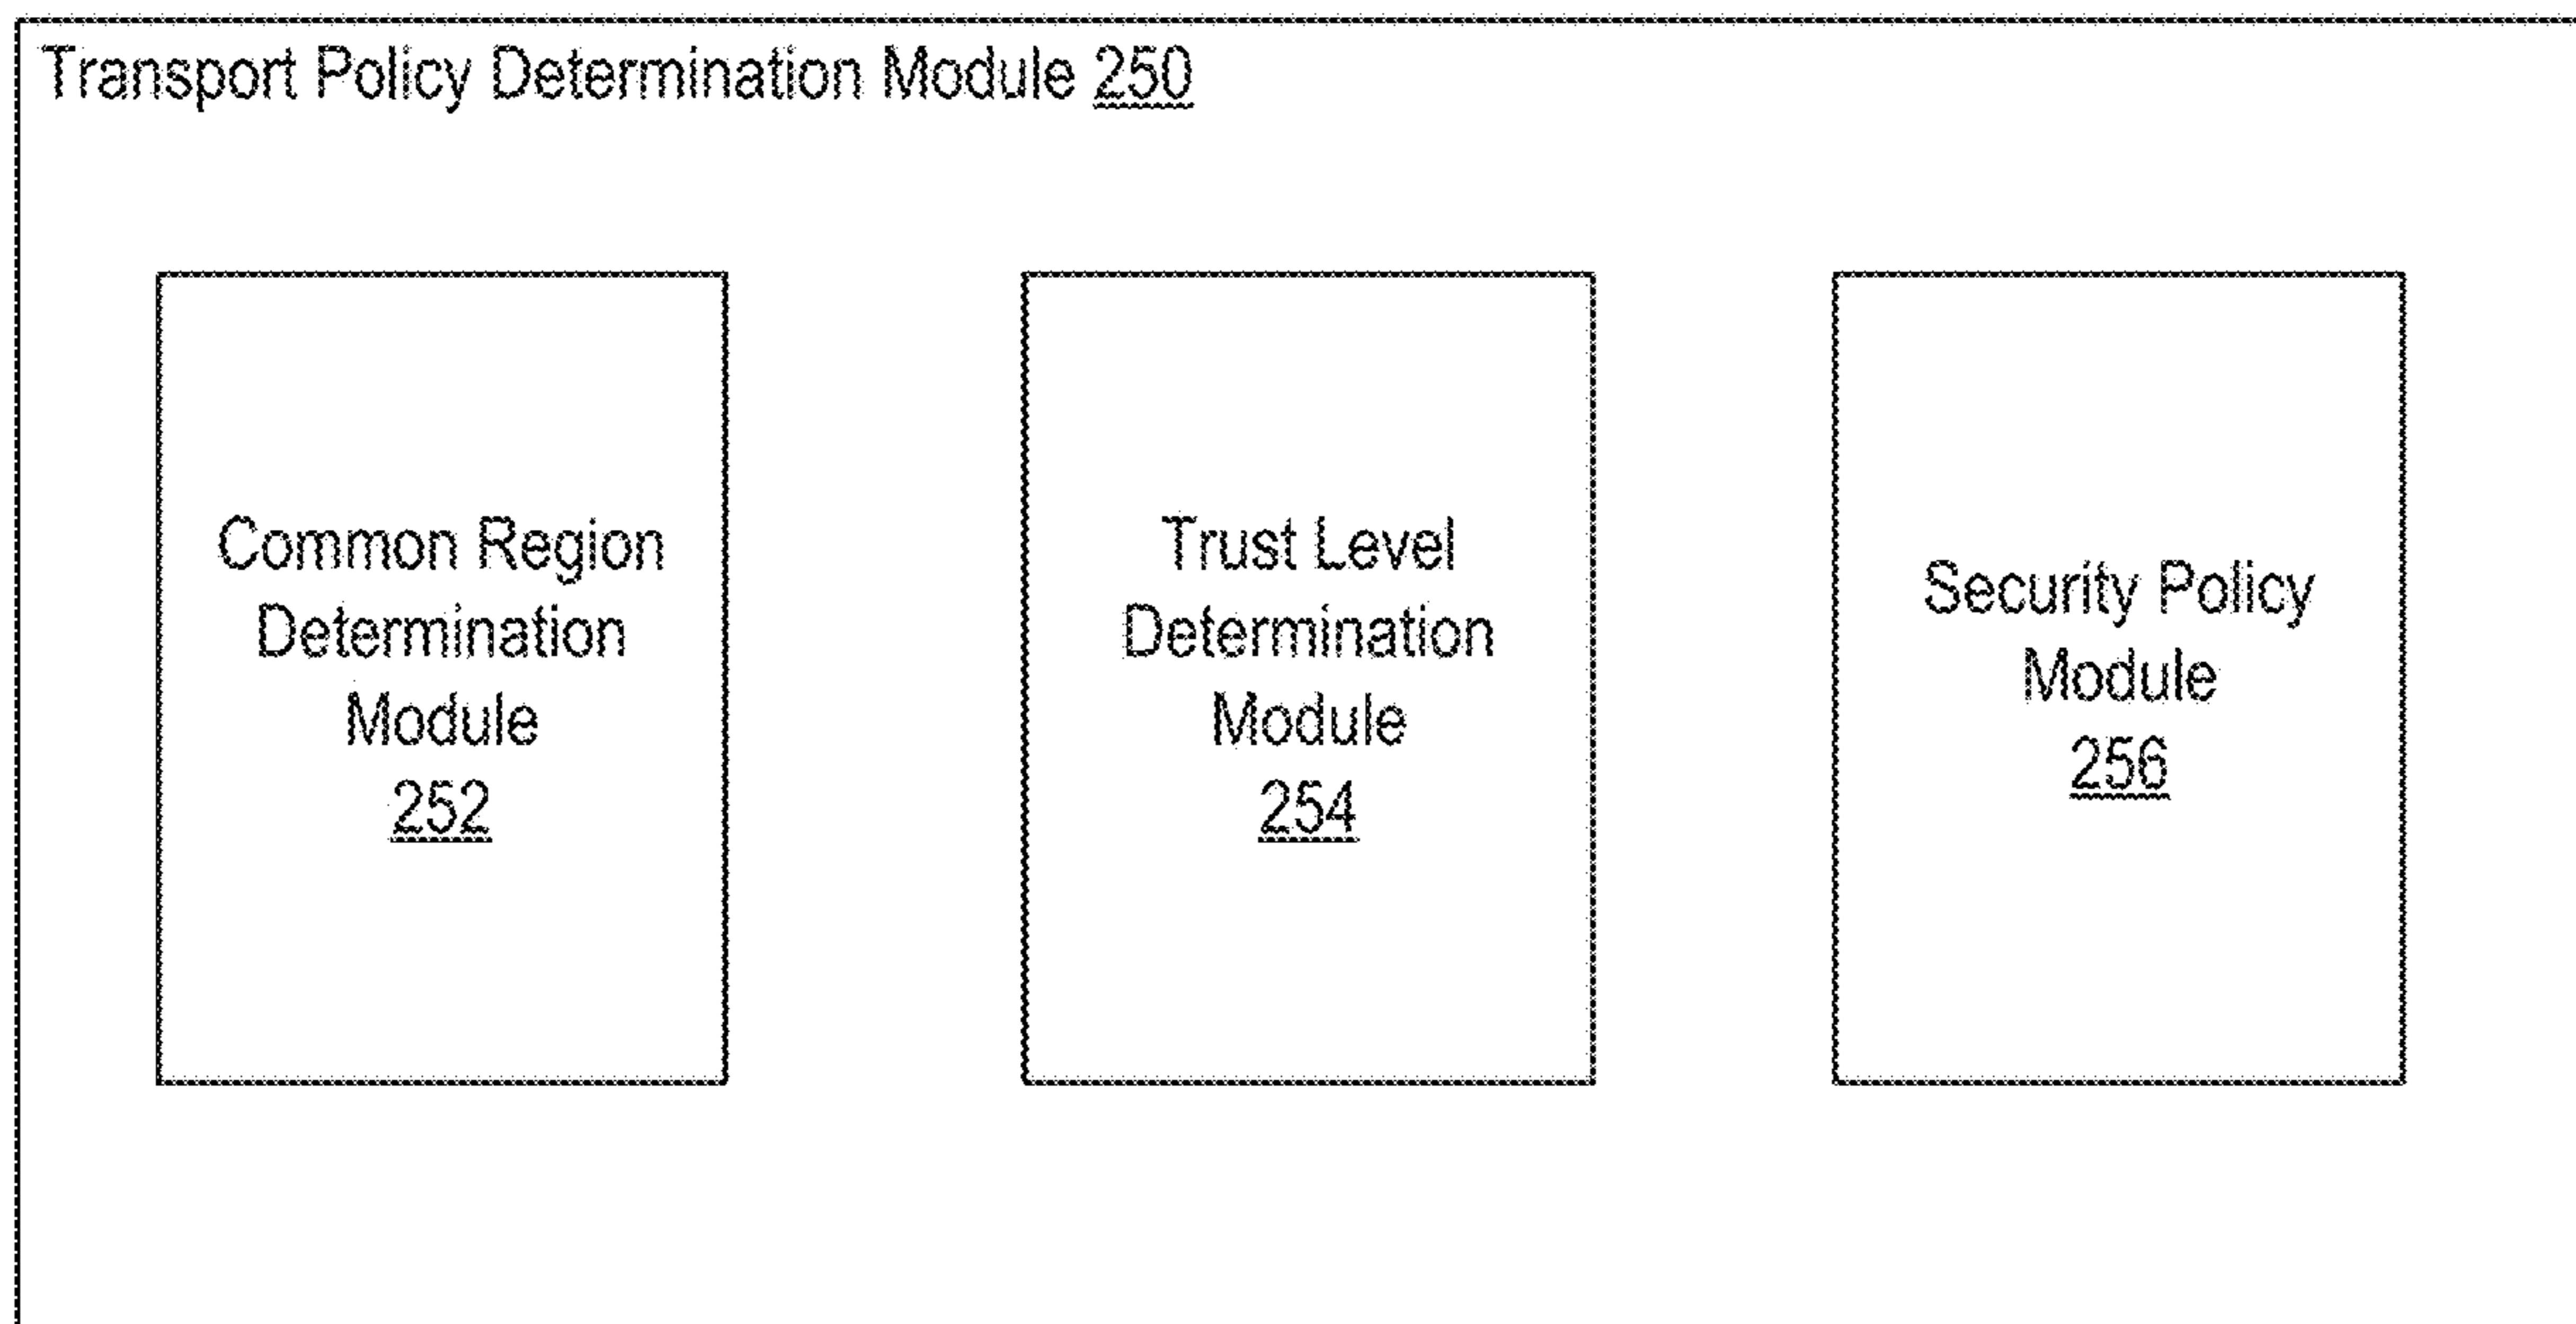 Transport Policy Determination Module 250
Common Region
Determination
Module
252
Trust Level
Determination
Module
254
Security Policy
Module
256